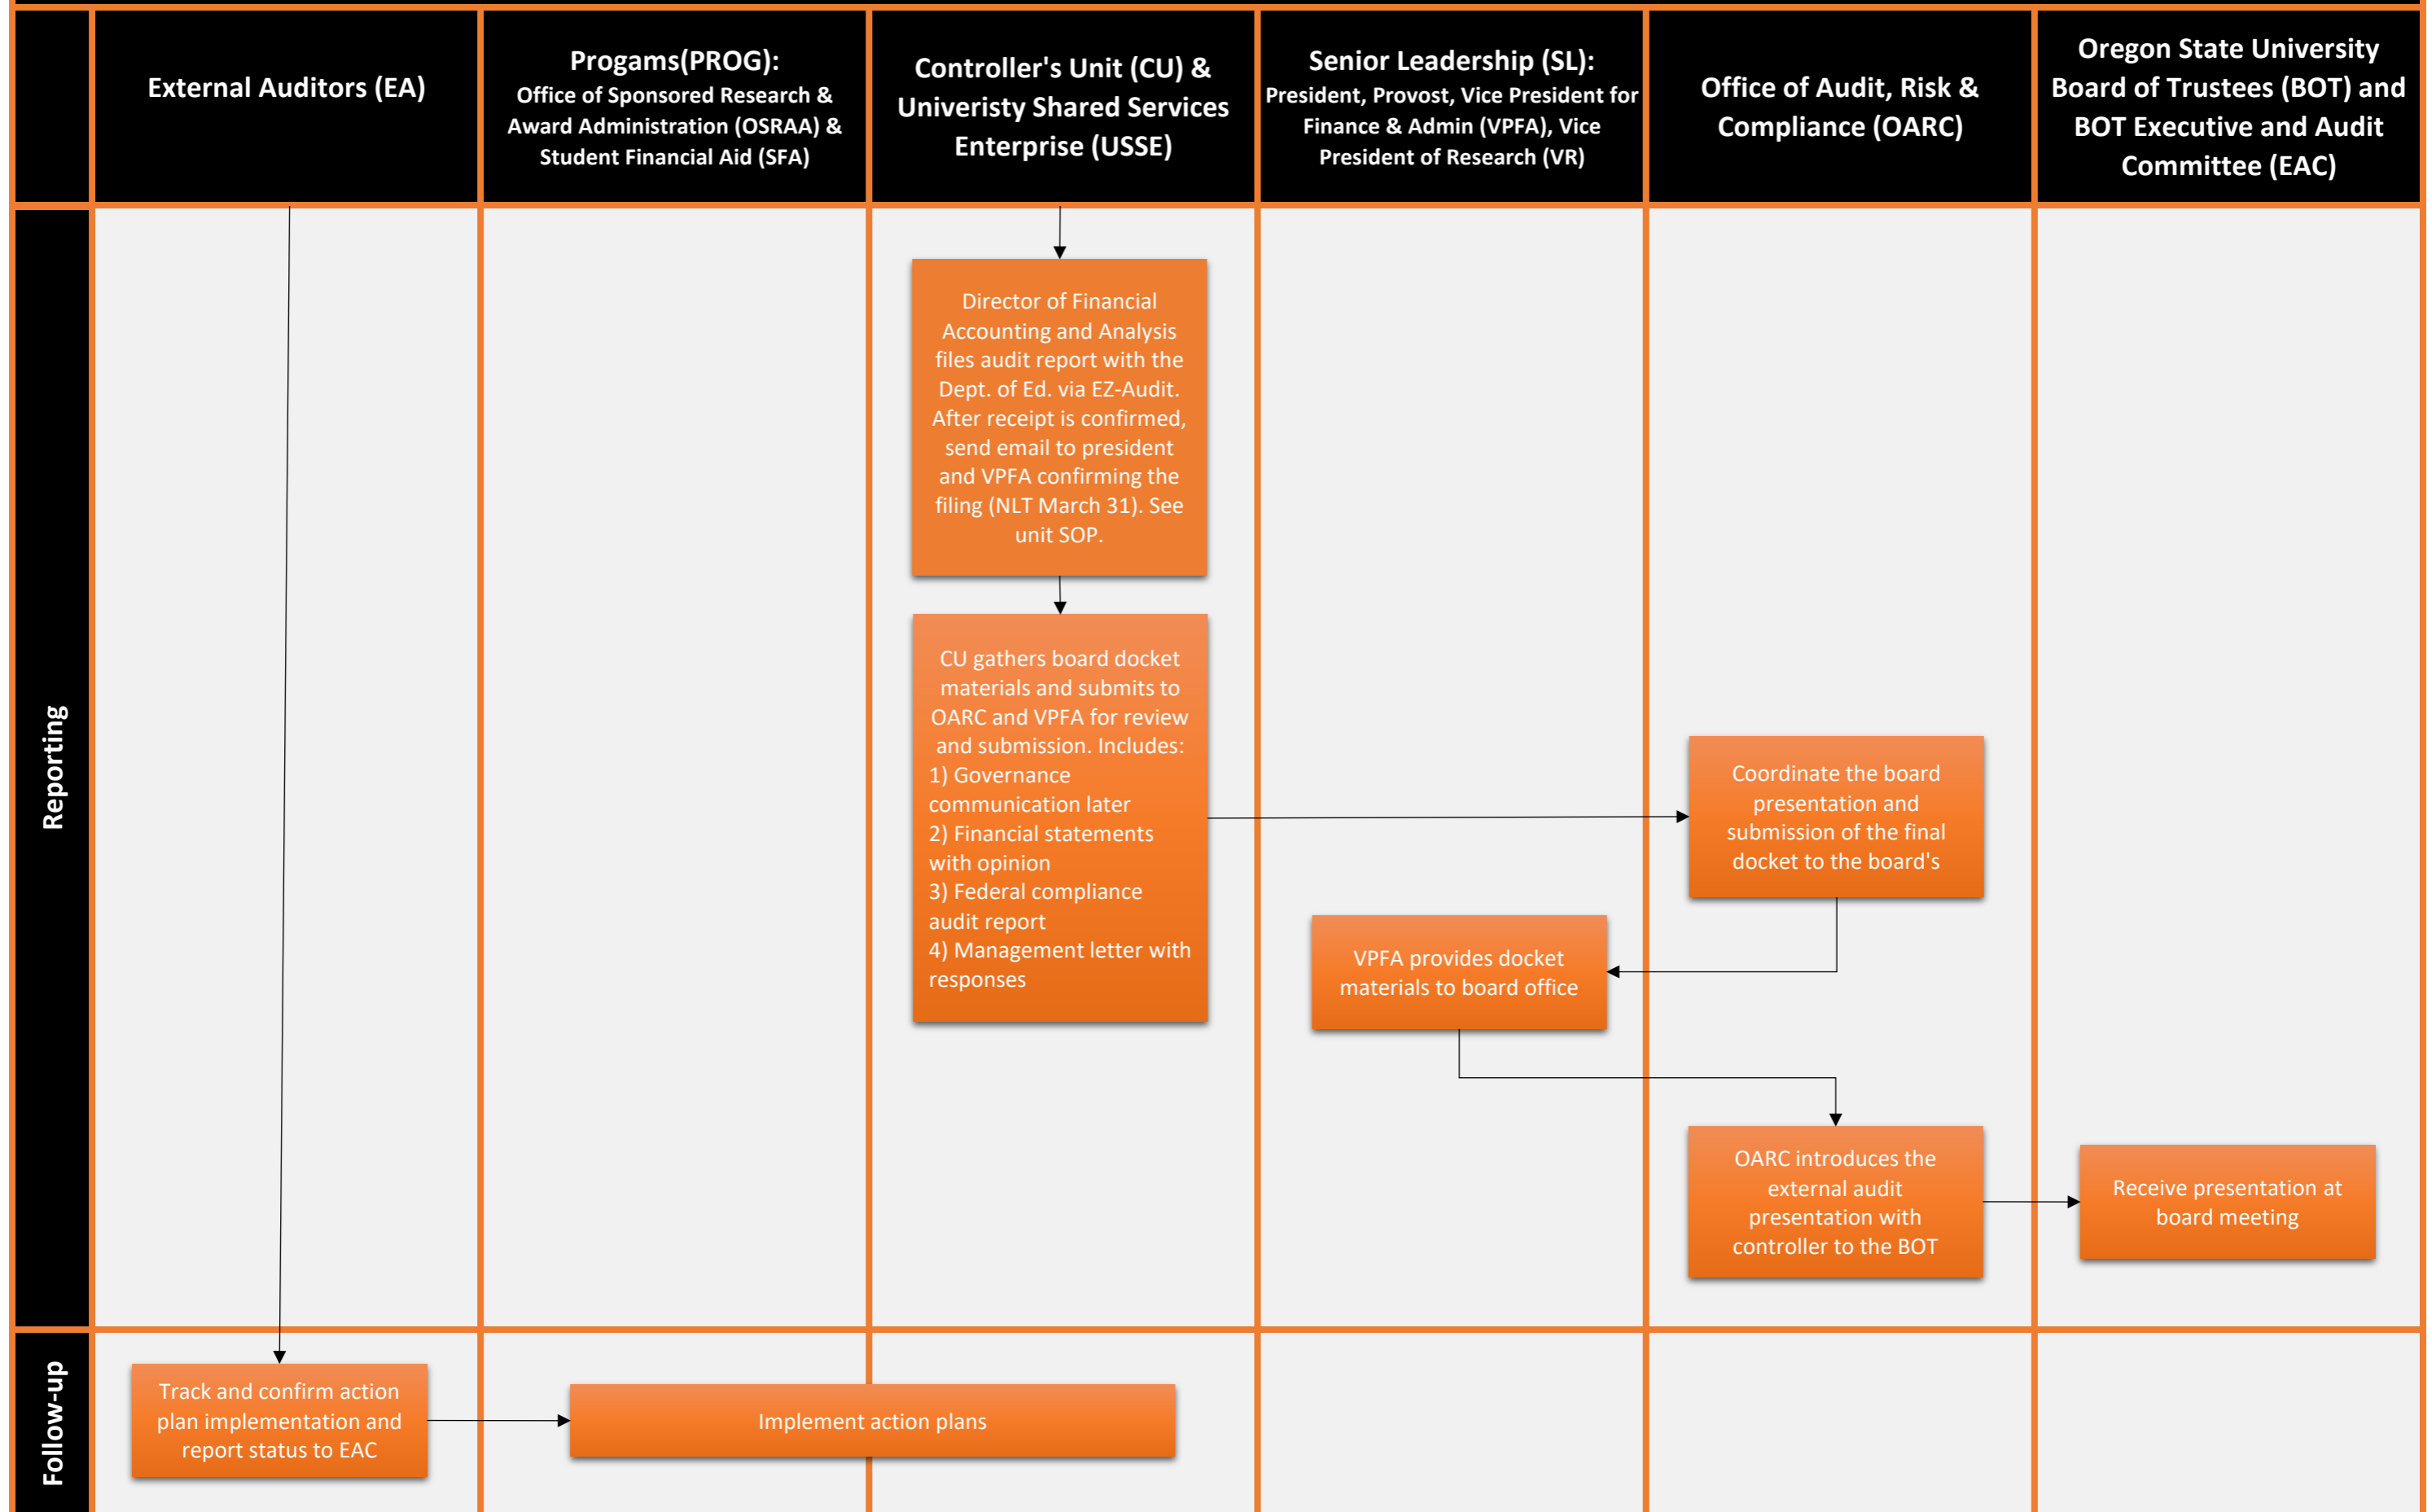 External Auditors (EA)
Progams(PROG):
Office of Sponsored Research &
Award Administration (OSRAA) &
Student Financial Aid (SFA)
Controller's Unit (CU) &
Univeristy Shared Services
Enterprise (USSE)
Senior Leadership (SL):
President, Provost, Vice President for
Finance & Admin (VPFA), Vice
President of Research (VR)
Office of Audit, Risk &
Compliance (OARC)
Oregon State University
Board of Trustees (BOT) and
BOT Executive and Audit
Committee (EAC)
Reporting
Director of Financial
Accounting and Analysis
files audit report with the
Dept. of Ed. via EZ-Audit.
After receipt is confirmed,
send email to president
and VPFA confirming the
filing (NLT March 31). See
unit SOP.
CU gathers board docket
materials and submits to
OARC and VPFA for review
and submission. Includes:
1) Governance
communication later
2) Financial statements
with opinion
3) Federal compliance
audit report
4) Management letter with
responses
Coordinate the board
presentation and
submission of the final
docket to the board's
VPFA provides docket
materials to board office
OARC introduces the
external audit
presentation with
controller to the BOT
Receive presentation at
board meeting
Follow-up
Track and confirm action
plan implementation and
report status to EAC
Implement action plans